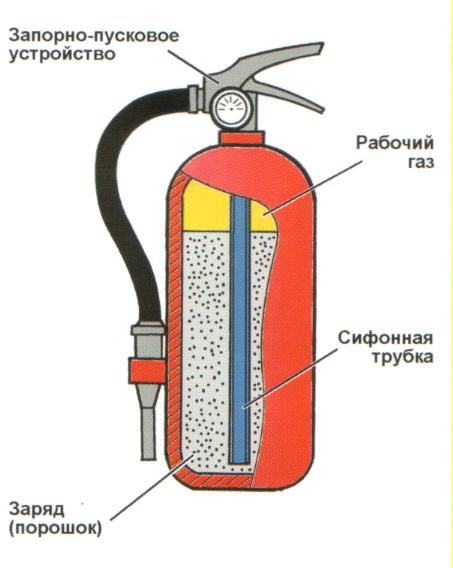 Запорно-пусковое
устройство
Рабочий
газ
Сифонная
трубка
Заряд
(порошок)